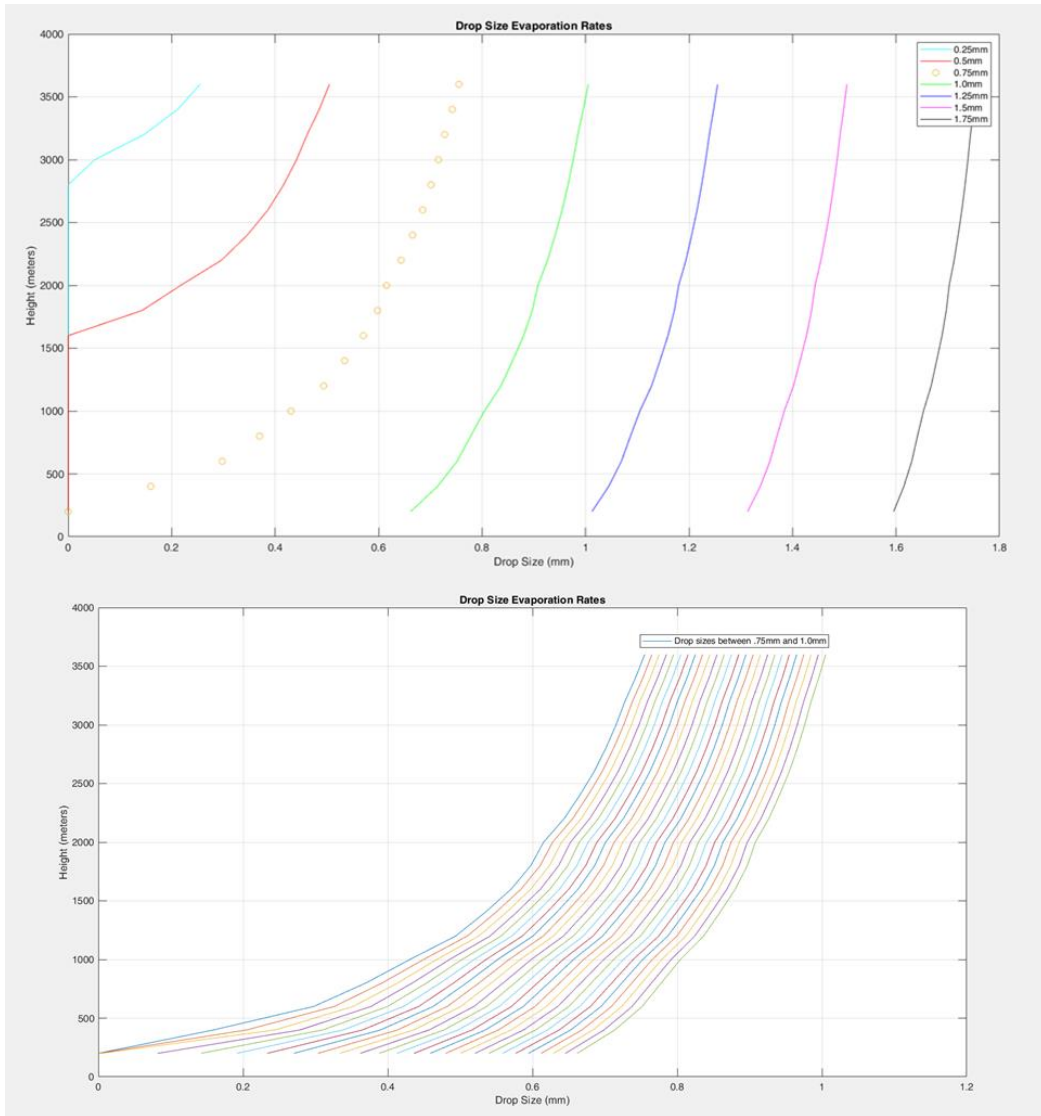 Drop Size Evaporation Rates
4000
3500
3000
2500
2000
1500
1000
500
0
Height (meters)
0.25mm
0.5mm
0.75mm
1.0mm
1.25mm
1.5mm
1.75mm
0 0.2 0.4 0.6 0.8 1 1.2 1.4 1.6 1.8
Drop Size (mm)
Drop Size Evaporation Rates
4000
3500
3000
2500
2000
1500
1000
500
0
Height (meters)
Drop sizes between .75mm and 1.0mm
0 0.2 0.4 0.6 0.8 1 1.2
Drop Size (mm)